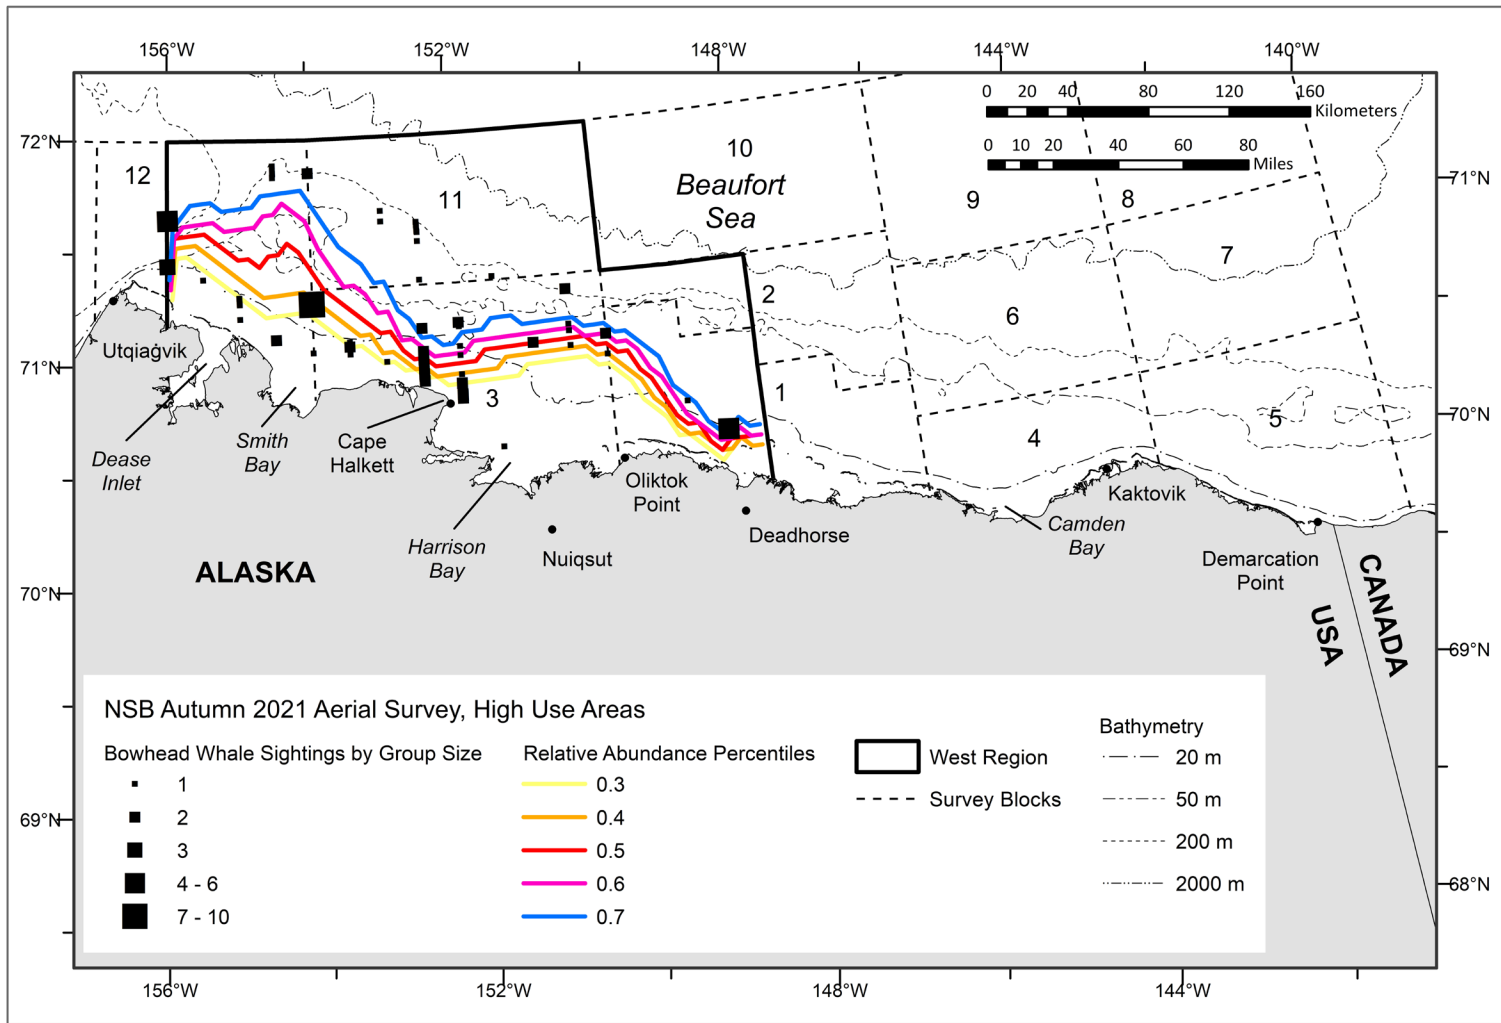 156°W
152°W
148°W
144°W
140°W
0 20 40 80 120 160
Kilometers
0 10 20 40 60 80
Miles
72°N
71°N
12
11
10
Beaufort
Sea
9
8
7
2
6
Utqiaġvik
71°N
1
3
70°N
5
4
Dease
Inlet
Smith
Bay
Cape
Halkett
Oliktok
Point
Kaktovik
Deadhorse
Camden
Bay
Harrison
Bay
Nuiqsut
Demarcation
Point
ALASKA
CANADA
USA
70°N
69°N
NSB Autumn 2021 Aerial Survey, High Use Areas
Bowhead Whale Sightings by Group Size
1
2
3
4 - 6
7 - 10
Relative Abundance Percentiles
0.3
0.4
0.5
0.6
0.7
West Region
Survey Blocks
Bathymetry
20 m
50 m
200 m
2000 m
69°N
68°N
156°W
152°W
148°W
144°W